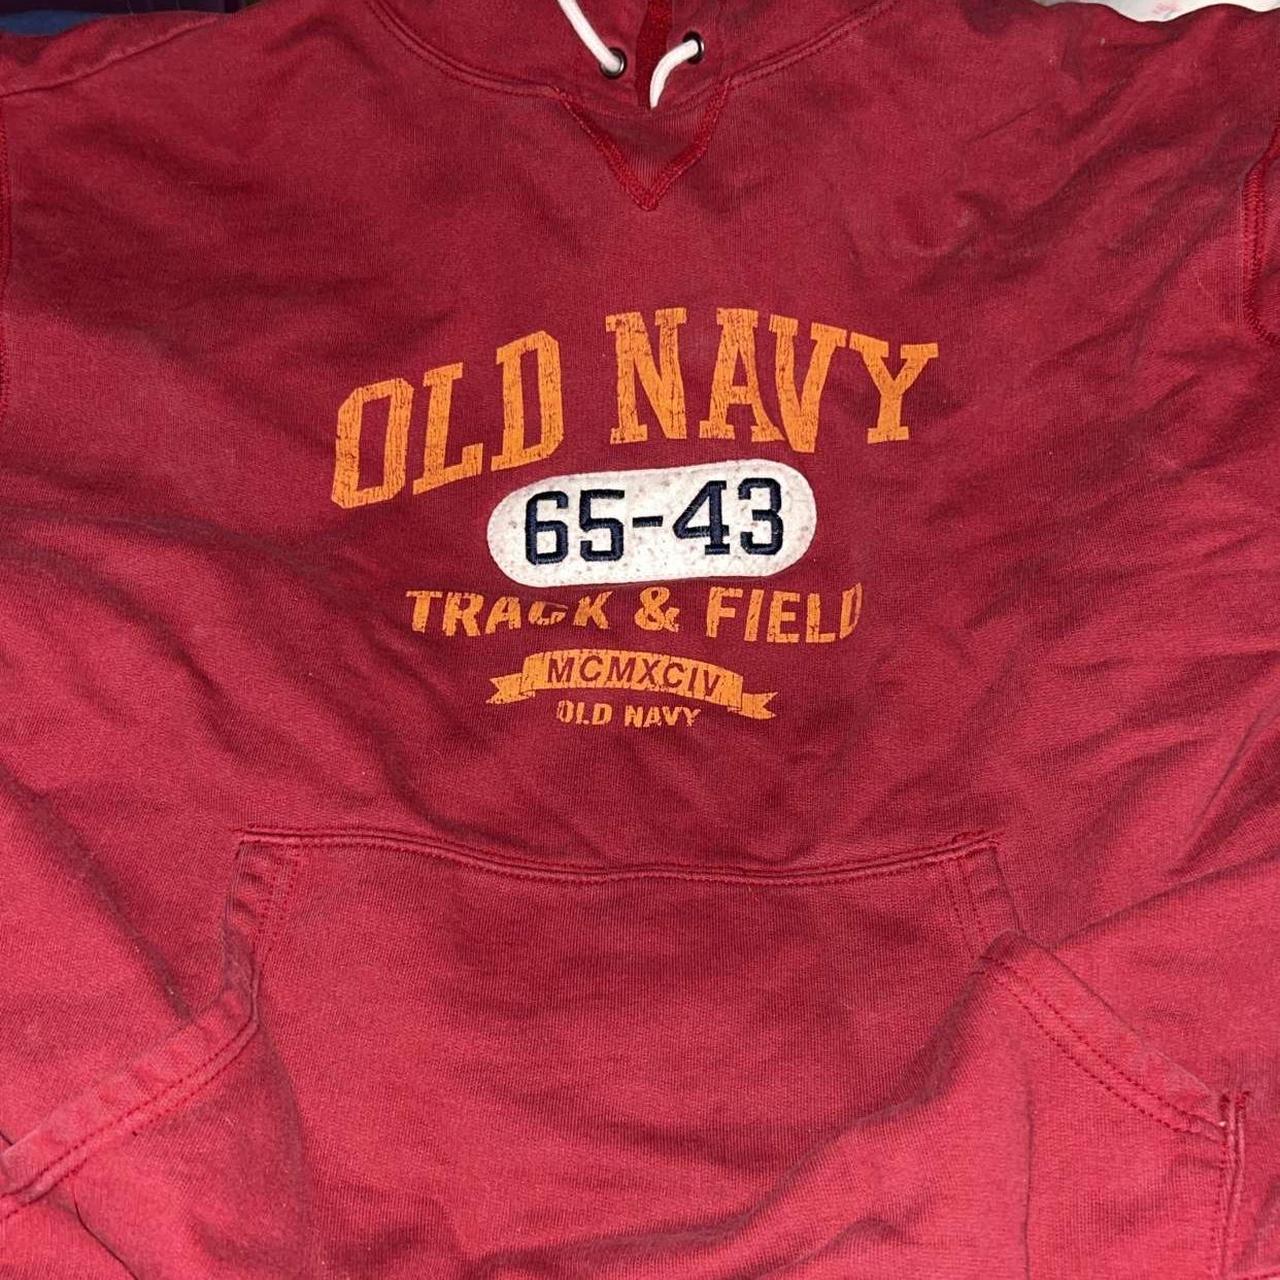 OLD NAVY
65-43
TRACK & FIELD
MCMXCIV
OLD NAVY